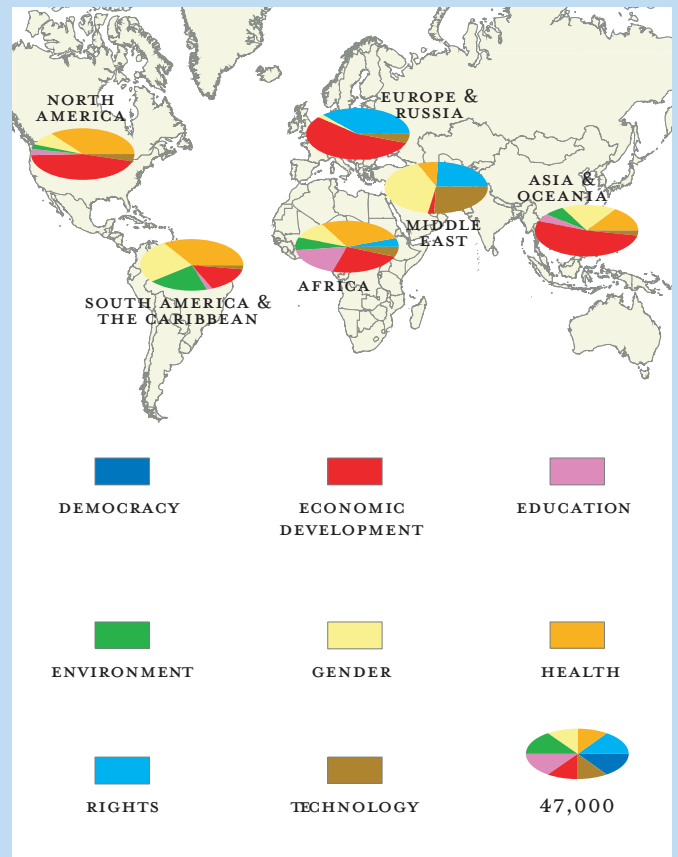 NORTH
AMERICA
EUROPE &
RUSSIA
ASIA &
OCEANIA
MIDDLE
EAST
AFRICA
SOUTH AMERICA &
THE CARIBBEAN
DEMOCRACY
ECONOMIC
DEVELOPMENT
EDUCATION
ENVIRONMENT
GENDER
HEALTH
RIGHTS
TECHNOLOGY
47,000